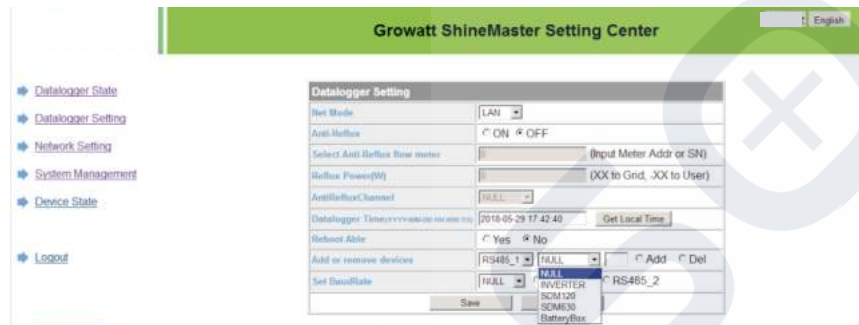 Growatt ShineMaster Setting Center
English
Datalogger State
Datalogger Setting
Network Setting
System Management
Device State
Logout
Datalogger Setting
Net Mode LAN
Anti-Reflux ON OFF
Select Anti-Reflux flow meter 0 (Input Meter Addr or SN)
Reflux Power(W) 0 (XX to Grid, -XX to User)
AntiRefluxChannel NULL
Datalogger Time 2018-05-29 17:42:40 Get Local Time
Reboot Able Yes No
Add or remove devices RS485_1 NULL Add Del
Set BaudRate NULL RS485_2
NULL
INVERTER
SDM120
SDM630
BatteryBox
Save